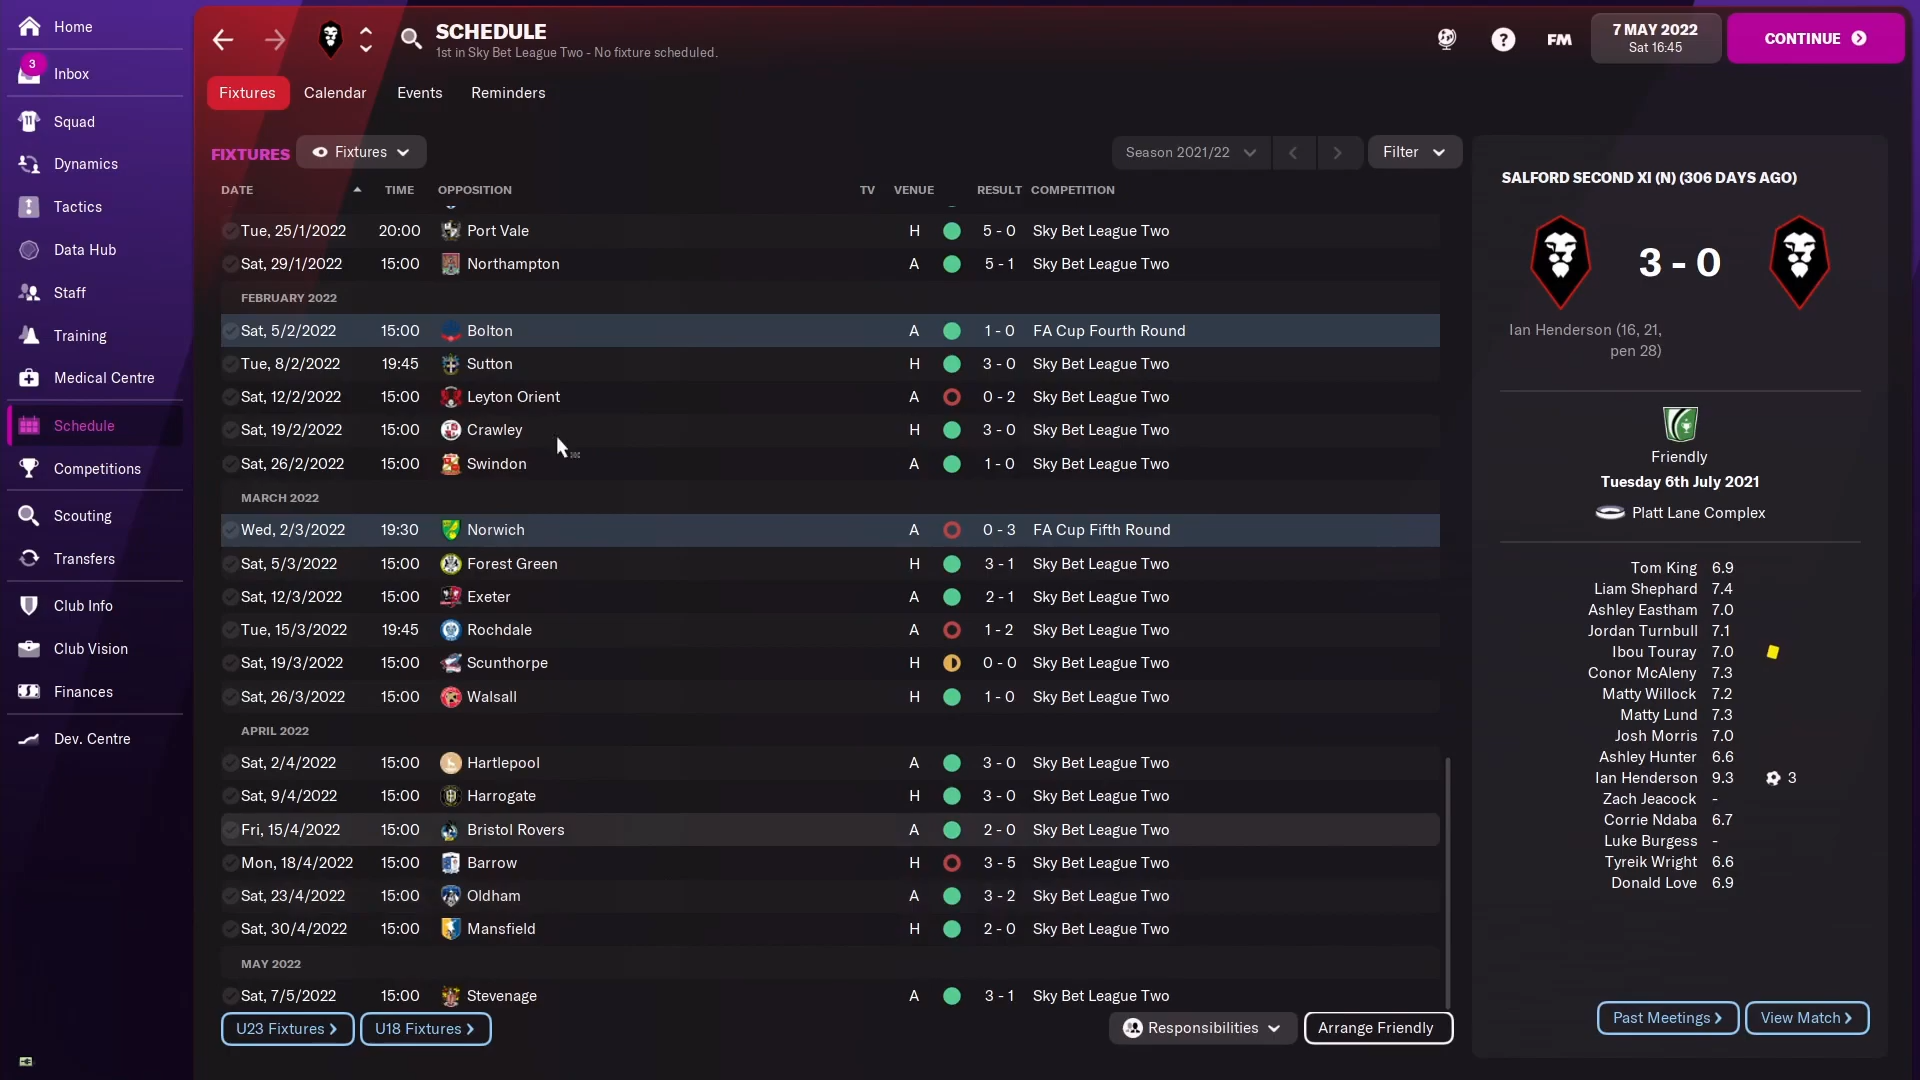 Home
3
Inbox
Squad
Dynamics
Tactics
Data Hub
Staff
Training
Medical Centre
Schedule
Competitions
Scouting
Transfers
Club Info
Club Vision
Finances
Dev. Centre
SCHEDULE
1st in Sky Bet League Two - No fixture scheduled.
FM
7 MAY 2022
Sat 16:45
CONTINUE
Fixtures
Calendar
Events
Reminders
FIXTURES
Fixtures
Season 2021/22
Filter
DATE TIME OPPOSITION TV VENUE RESULT COMPETITION
Tue, 25/1/2022 20:00 Port Vale H 5 - 0 Sky Bet League Two
Sat, 29/1/2022 15:00 Northampton A 5 - 1 Sky Bet League Two
FEBRUARY 2022
Sat, 5/2/2022 15:00 Bolton A 1 - 0 FA Cup Fourth Round
Tue, 8/2/2022 19:45 Sutton H 3 - 0 Sky Bet League Two
Sat, 12/2/2022 15:00 Leyton Orient A 0 - 2 Sky Bet League Two
Sat, 19/2/2022 15:00 Crawley H 3 - 0 Sky Bet League Two
Sat, 26/2/2022 15:00 Swindon A 1 - 0 Sky Bet League Two
MARCH 2022
Wed, 2/3/2022 19:30 Norwich A 0 - 3 FA Cup Fifth Round
Sat, 5/3/2022 15:00 Forest Green H 3 - 1 Sky Bet League Two
Sat, 12/3/2022 15:00 Exeter A 2 - 1 Sky Bet League Two
Tue, 15/3/2022 19:45 Rochdale A 1 - 2 Sky Bet League Two
Sat, 19/3/2022 15:00 Scunthorpe H 0 - 0 Sky Bet League Two
Sat, 26/3/2022 15:00 Walsall H 1 - 0 Sky Bet League Two
APRIL 2022
Sat, 2/4/2022 15:00 Hartlepool A 3 - 0 Sky Bet League Two
Sat, 9/4/2022 15:00 Harrogate H 3 - 0 Sky Bet League Two
Fri, 15/4/2022 15:00 Bristol Rovers A 2 - 0 Sky Bet League Two
Mon, 18/4/2022 15:00 Barrow H 3 - 5 Sky Bet League Two
Sat, 23/4/2022 15:00 Oldham A 3 - 2 Sky Bet League Two
Sat, 30/4/2022 15:00 Mansfield H 2 - 0 Sky Bet League Two
MAY 2022
Sat, 7/5/2022 15:00 Stevenage A 3 - 1 Sky Bet League Two
U23 Fixtures
U18 Fixtures
Responsibilities
Arrange Friendly
SALFORD SECOND XI (N) (306 DAYS AGO)
3 - 0
Ian Henderson (16, 21,
pen 28)
Friendly
Tuesday 6th July 2021
Platt Lane Complex
Tom King 6.9
Liam Shephard 7.4
Ashley Eastham 7.0
Jordan Turnbull 7.1
Ibou Touray 7.0
Conor McAleny 7.3
Matty Willock 7.2
Matty Lund 7.3
Josh Morris 7.0
Ashley Hunter 6.6
Ian Henderson 9.3 3
Zach Jeacock -
Corrie Ndaba 6.7
Luke Burgess -
Tyreik Wright 6.6
Donald Love 6.9
Past Meetings
View Match